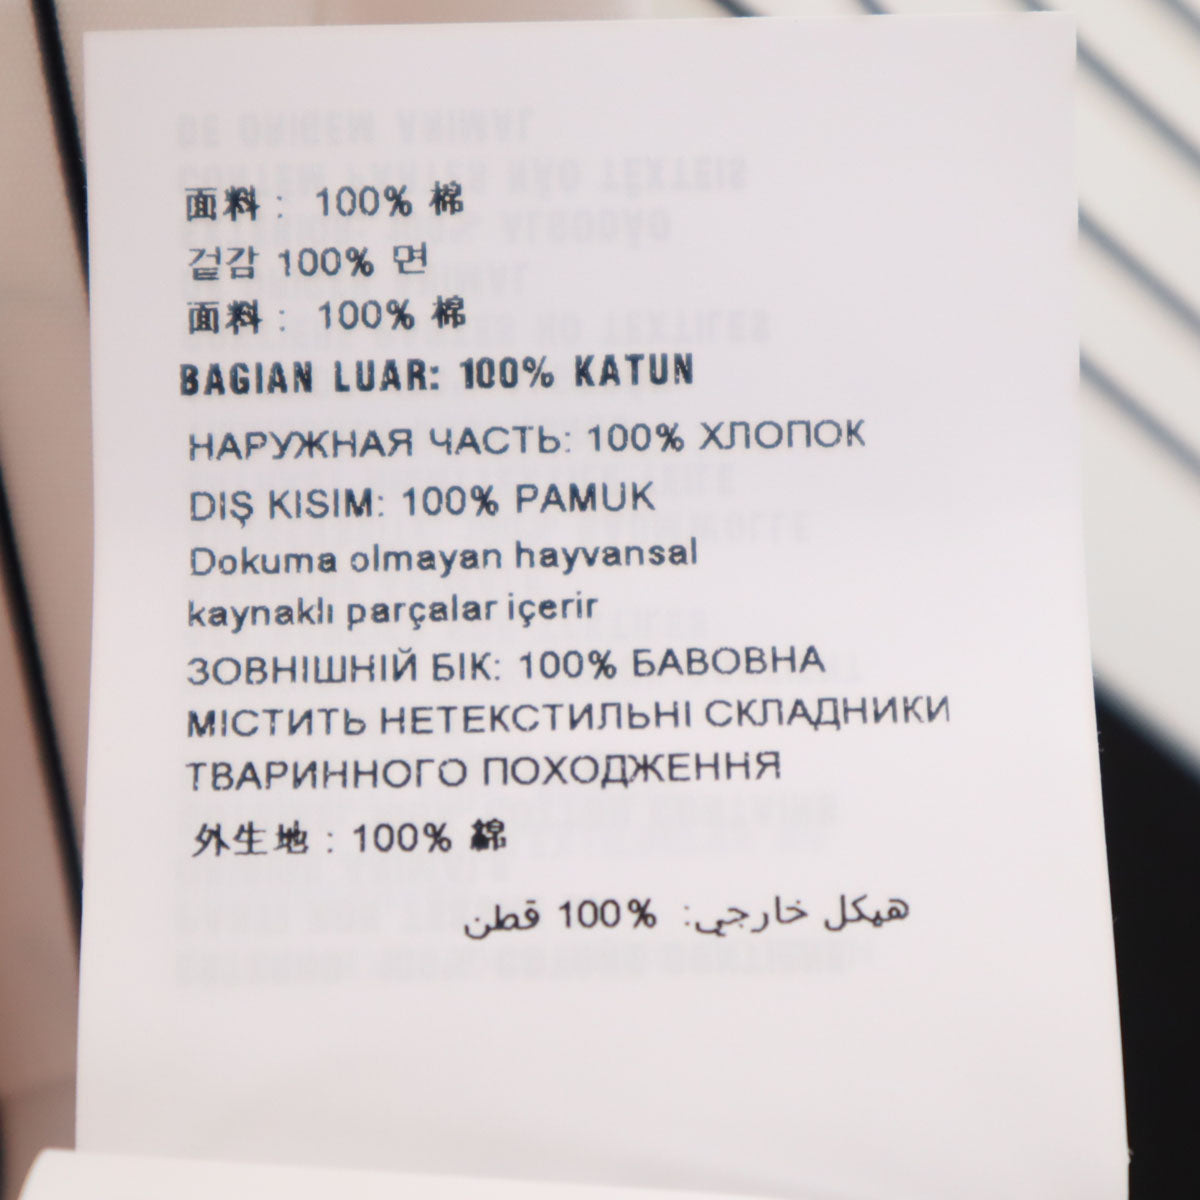 面料： 100% 棉
겉감 100% 면
面料： 100% 棉
BAGIAN LUAR: 100% KATUN
НАРУЖНАЯ ЧАСТЬ: 100% ХЛОПОК
DIŞ KISIM: 100% PAMUK
Dokuma olmayan hayvansal
kaynaklı parçalar içerir
ЗОВНІШНІЙ БІК: 100% БАВОВНА
МІСТИТЬ НЕТЕКСТИЛЬНІ СКЛАДНИКИ
ТВАРИННОГО ПОХОДЖЕННЯ
外生地 : 100% 綿
هيكل خارجي: %100 قطن